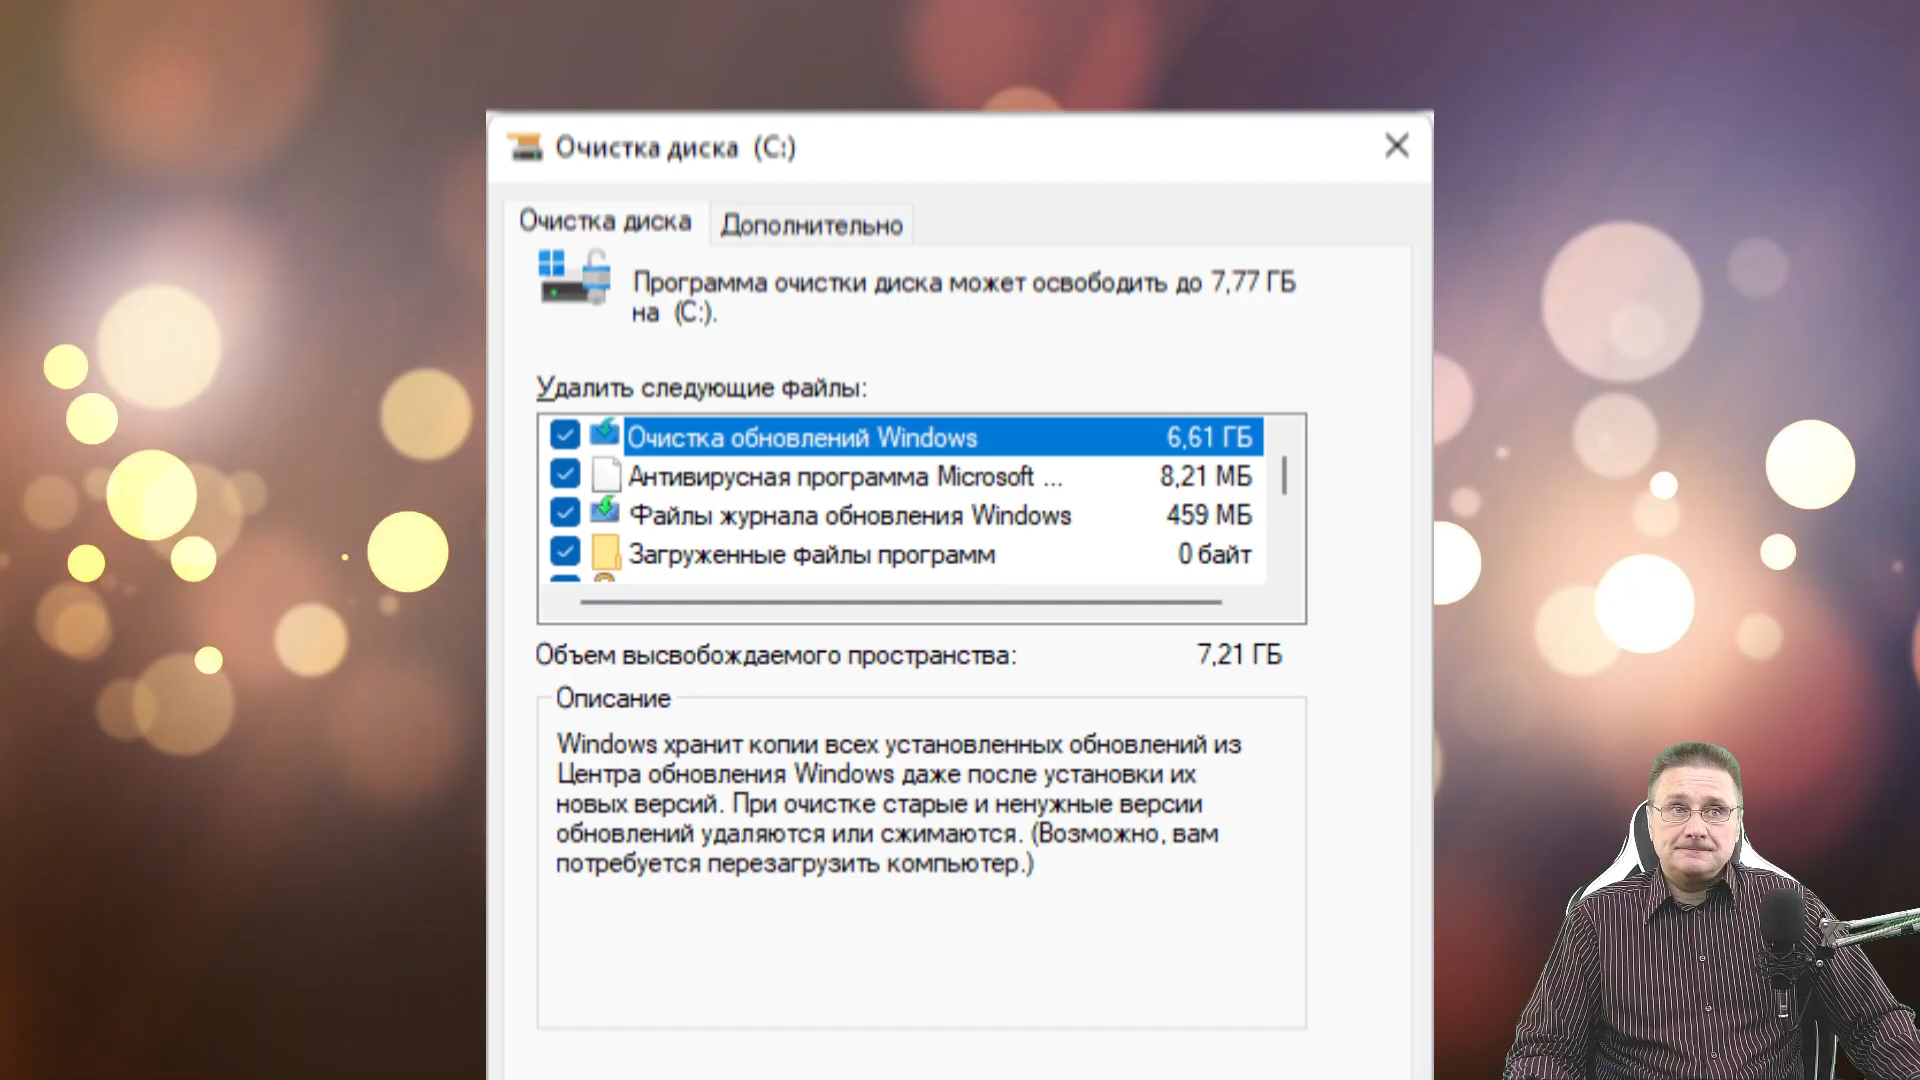 Очистка диска (C:)
Очистка диска
Дополнительно
Программа очистки диска может освободить до 7,77 ГБ
на (C:).
Удалить следующие файлы:
Очистка обновлений Windows 6,61 ГБ
Антивирусная программа Microsoft ... 8,21 МБ
Файлы журнала обновления Windows 459 МБ
Загруженные файлы программ 0 байт
Объем высвобождаемого пространства: 7,21 ГБ
Описание
Windows хранит копии всех установленных обновлений из
Центра обновления Windows даже после установки их
новых версий. При очистке старые и ненужные версии
обновлений удаляются или сжимаются. (Возможно, вам
потребуется перезагрузить компьютер.)